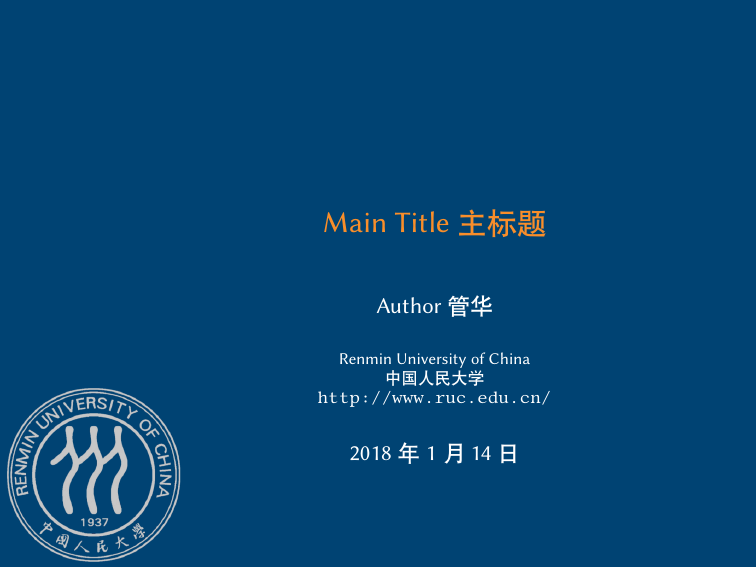 Main Title 主标题
Author 管华
Renmin University of China
中国人民大学
http://www.ruc.edu.cn/
2018 年 1 月 14 日
RENMIN UNIVERSITY OF CHINA
1937
中国人民大学